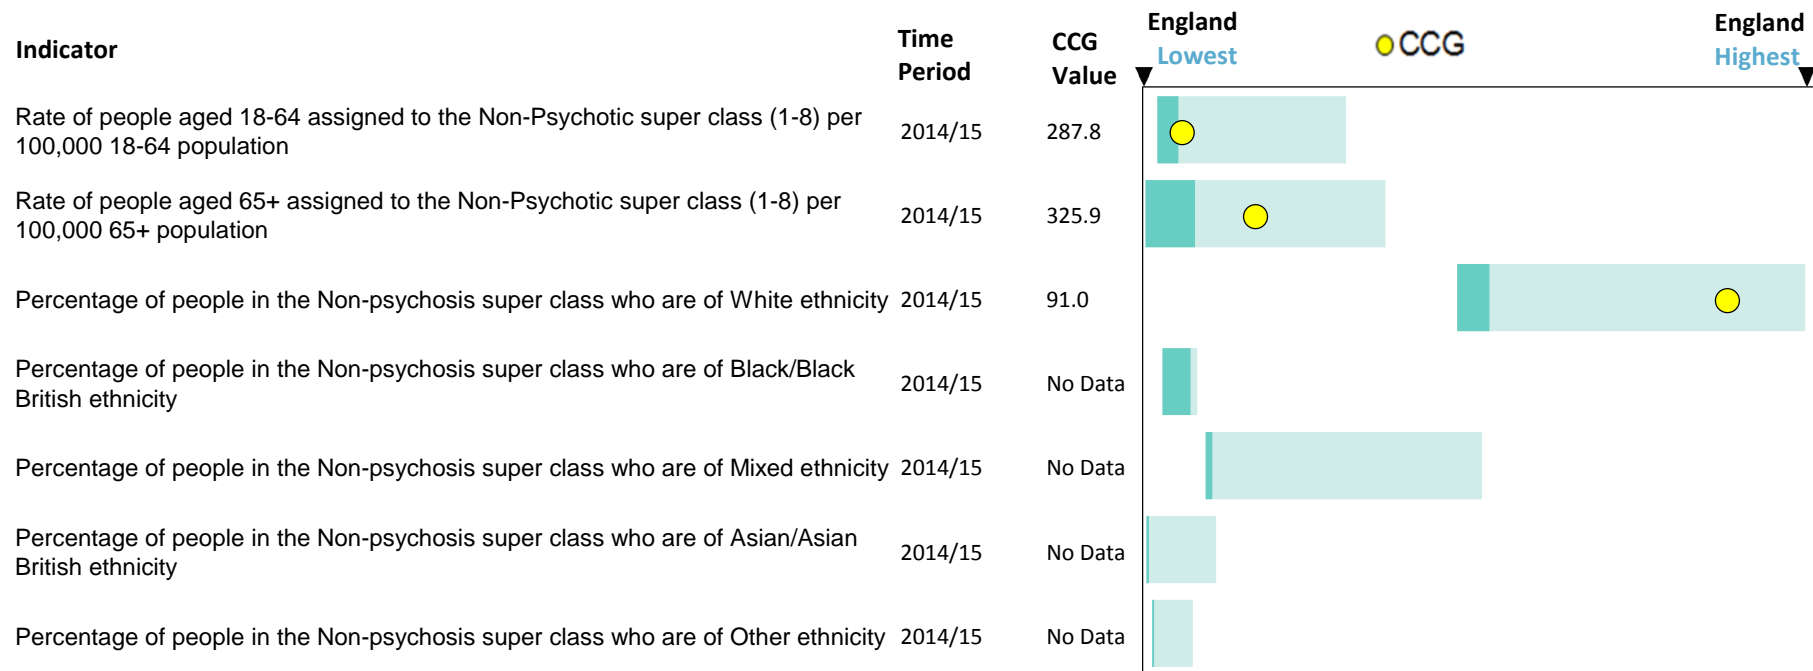 Indicator
Time Period
CCG Value
England Lowest
CCG
England Highest
Rate of people aged 18-64 assigned to the Non-Psychotic super class (1-8) per
100,000 18-64 population
2014/15
287.8
Rate of people aged 65+ assigned to the Non-Psychotic super class (1-8) per
100,000 65+ population
2014/15
325.9
Percentage of people in the Non-psychosis super class who are of White ethnicity
2014/15
91.0
Percentage of people in the Non-psychosis super class who are of Black/Black
British ethnicity
2014/15
No Data
Percentage of people in the Non-psychosis super class who are of Mixed ethnicity
2014/15
No Data
Percentage of people in the Non-psychosis super class who are of Asian/Asian
British ethnicity
2014/15
No Data
Percentage of people in the Non-psychosis super class who are of Other ethnicity
2014/15
No Data